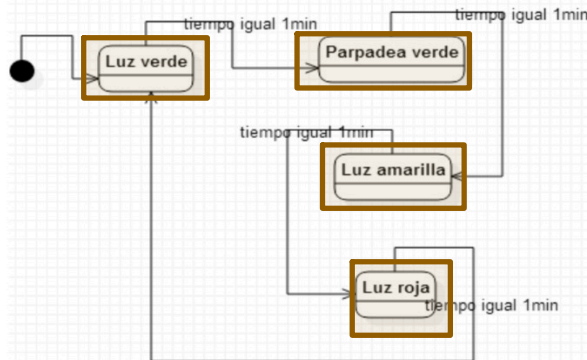 tiempo igual 1min
tiempo igual 1min
Luz verde
Parpadea verde
tiempo igual 1min
Luz amarilla
Luz roja
tiempo igual 1min